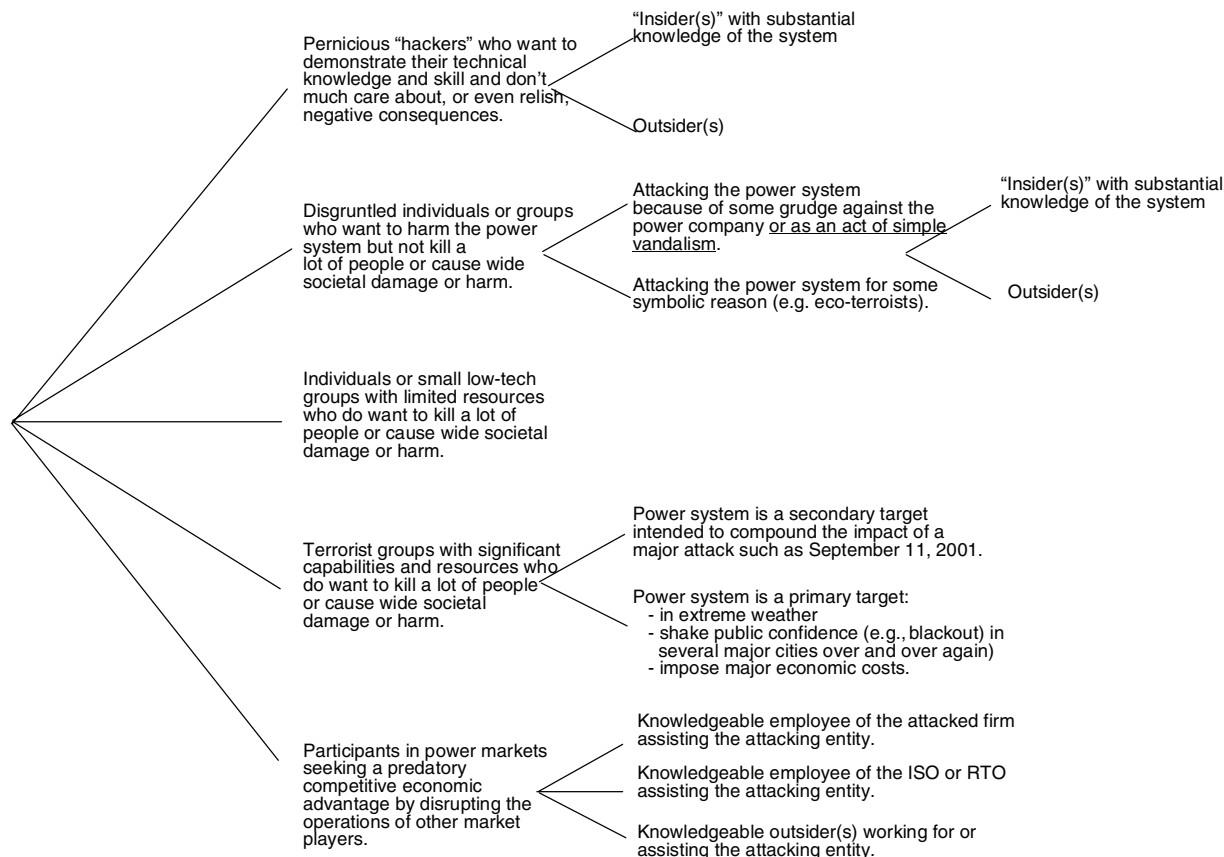 Pernicious “hackers” who want to
demonstrate their technical
knowledge and skill and don’t
much care about, or even relish,
negative consequences.
“Insider(s)” with substantial
knowledge of the system
Outsider(s)
Disgruntled individuals or groups
who want to harm the power
system but not kill a
lot of people or cause wide
societal damage or harm.
Attacking the power system
because of some grudge against the
power company or as an act of simple
vandalism.
Attacking the power system for some
symbolic reason (e.g. eco-terroists).
“Insider(s)” with substantial
knowledge of the system
Outsider(s)
Individuals or small low-tech
groups with limited resources
who do want to kill a lot of
people or cause wide societal
damage or harm.
Terrorist groups with significant
capabilities and resources who
do want to kill a lot of people
or cause wide societal
damage or harm.
Power system is a secondary target
intended to compound the impact of a
major attack such as September 11, 2001.
Power system is a primary target:
- in extreme weather
- shake public confidence (e.g., blackout) in
several major cities over and over again)
- impose major economic costs.
Participants in power markets
seeking a predatory
competitive economic
advantage by disrupting the
operations of other market
players.
Knowledgeable employee of the attacked firm
assisting the attacking entity.
Knowledgeable employee of the ISO or RTO
assisting the attacking entity.
Knowledgeable outsider(s) working for or
assisting the attacking entity.